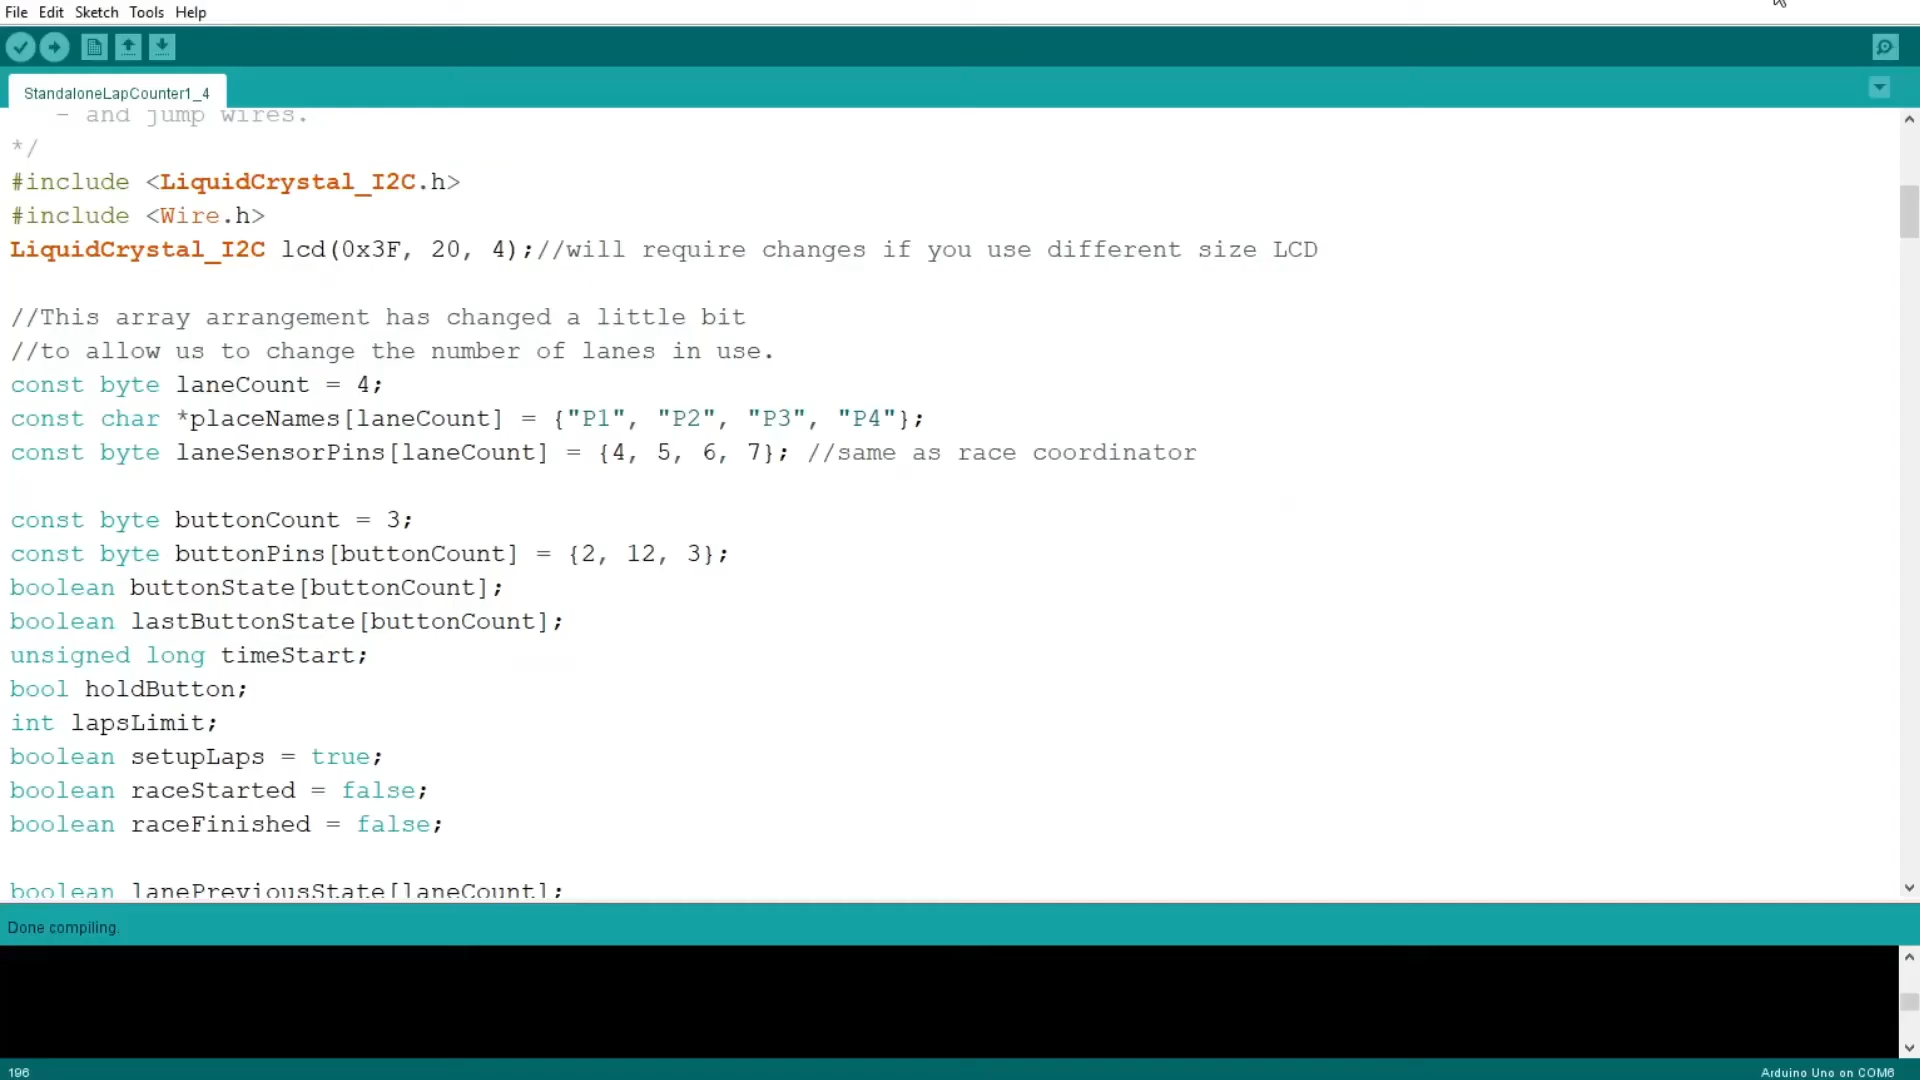 File Edit Sketch Tools Help
StandaloneLapCounter1_4
- and jump wires.
*/
#include <LiquidCrystal_I2C.h>
#include <Wire.h>
LiquidCrystal_I2C lcd(0x3F, 20, 4);//will require changes if you use different size LCD
//This array arrangement has changed a little bit
//to allow us to change the number of lanes in use.
const byte laneCount = 4;
const char *placeNames[laneCount] = {"P1", "P2", "P3", "P4"};
const byte laneSensorPins[laneCount] = {4, 5, 6, 7}; //same as race coordinator
const byte buttonCount = 3;
const byte buttonPins[buttonCount] = {2, 12, 3};
boolean buttonState[buttonCount];
boolean lastButtonState[buttonCount];
unsigned long timeStart;
bool holdButton;
int lapsLimit;
boolean setupLaps = true;
boolean raceStarted = false;
boolean raceFinished = false;
boolean lanePreviousState[laneCount];
Done compiling.
196
Arduino Uno on COM6